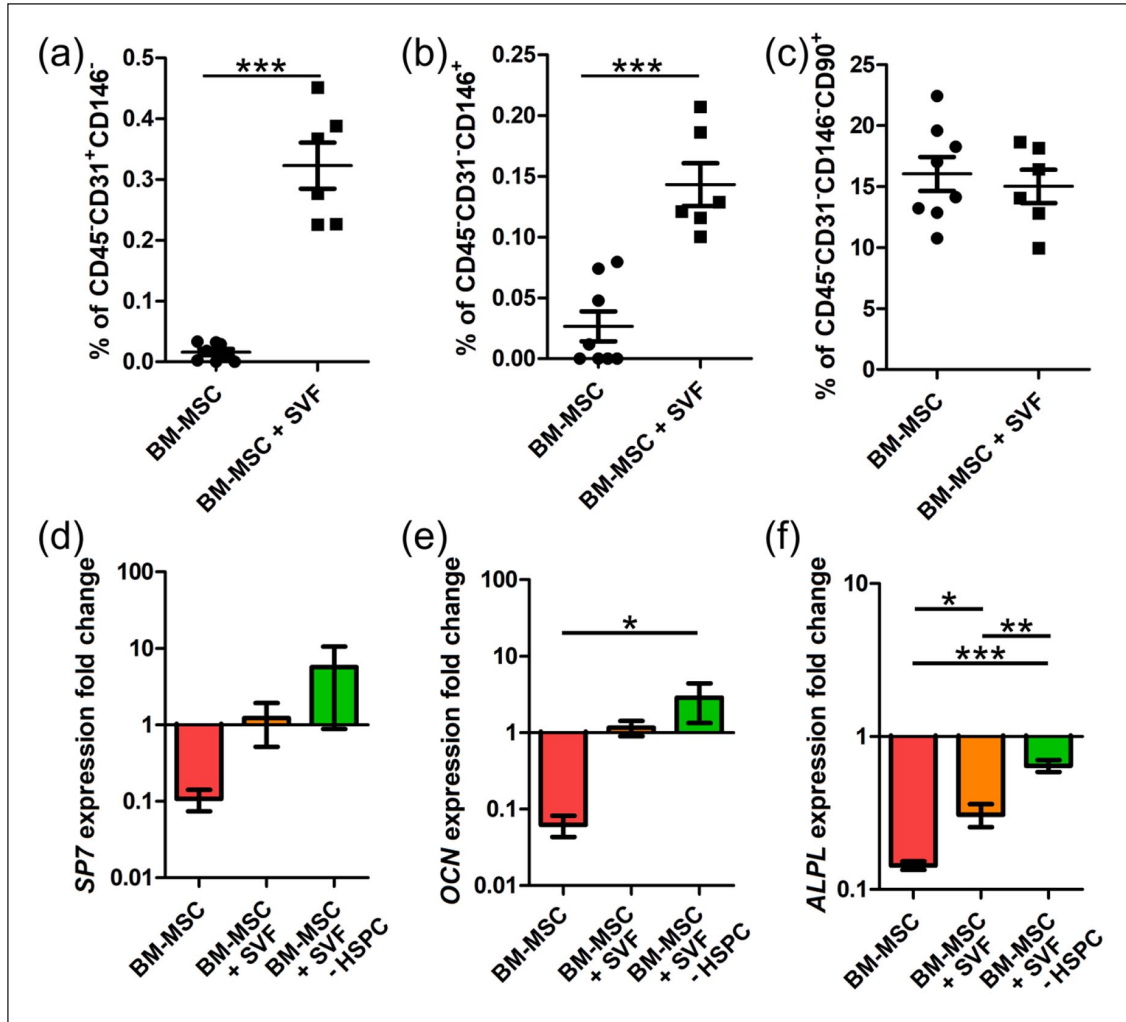 (a)
% of CD45⁻CD31⁺CD146⁻
0.5
0.4
0.3
0.2
0.1
0.0
***
BM-MSC
BM-MSC + SVF
(b)
% of CD45⁻CD31⁻CD146⁺
0.25
0.20
0.15
0.10
0.05
0.00
***
BM-MSC
BM-MSC + SVF
(c)
% of CD45⁻CD31⁻CD146⁻CD90⁺
25
20
15
10
5
0
BM-MSC
BM-MSC + SVF
(d)
SP7 expression fold change
100
10
1
0.1
0.01
BM-MSC
BM-MSC
+ SVF
BM-MSC
+ SVF
- HSPC
(e)
OCN expression fold change
100
10
1
0.1
0.01
*
BM-MSC
BM-MSC
+ SVF
BM-MSC
+ SVF
- HSPC
(f)
ALPL expression fold change
10
1
0.1
*
**
***
BM-MSC
BM-MSC
+ SVF
BM-MSC
+ SVF
- HSPC